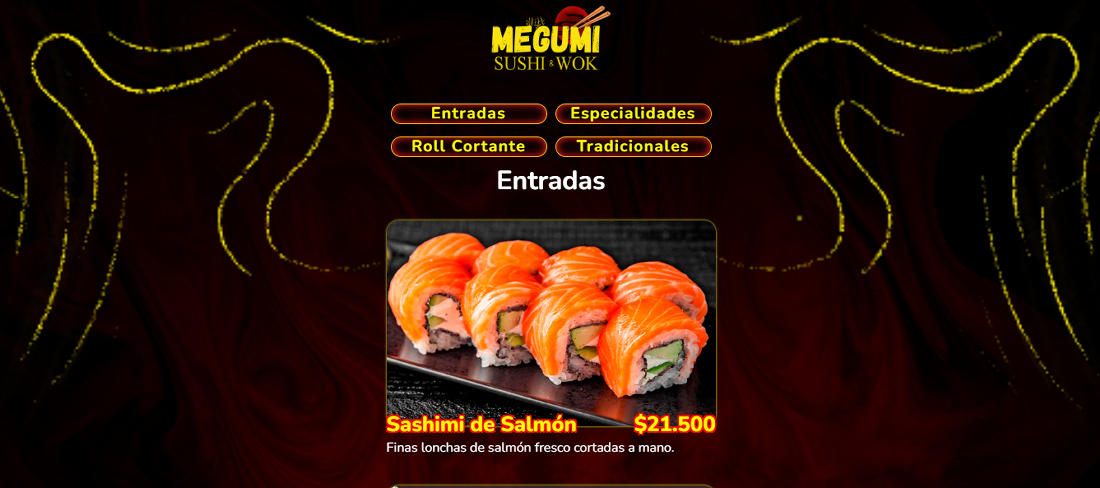 MEGUMI
SUSHI & WOK
Entradas
Especialidades
Roll Cortante
Tradicionales
Entradas
Sashimi de Salmón
$21.500
Finas lonchas de salmón fresco cortadas a mano.